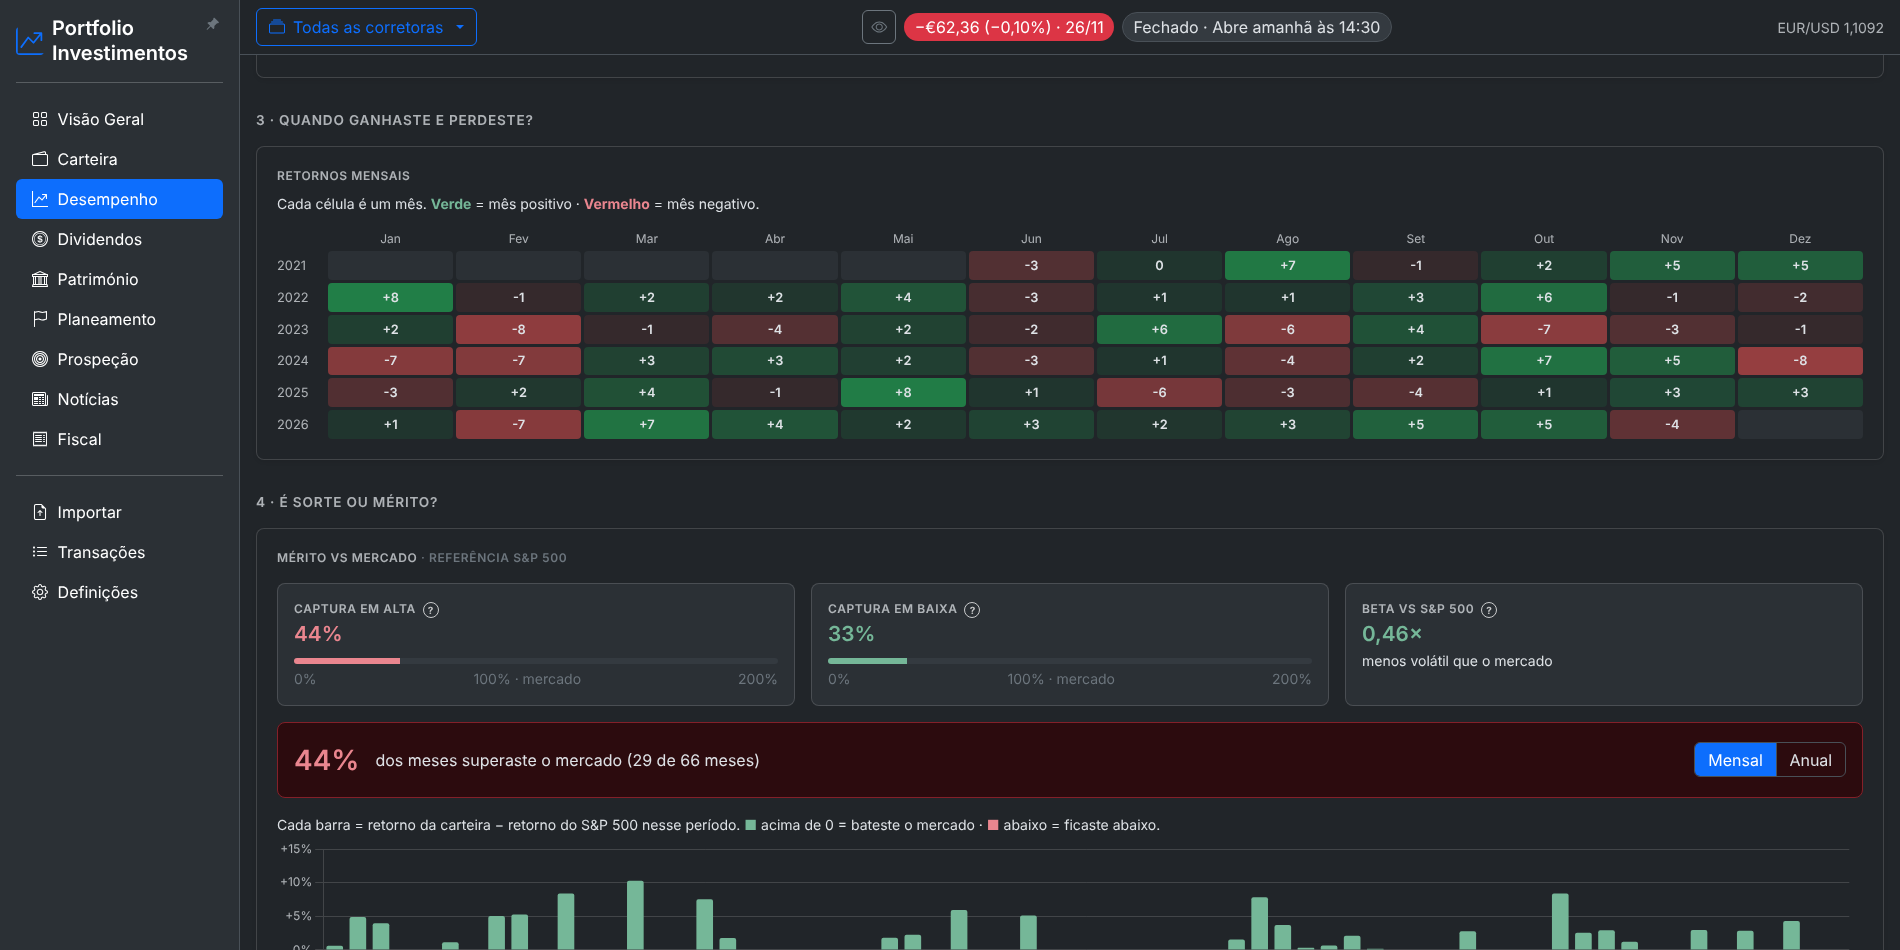 Portfolio
Investimentos
Todas as corretoras
−€62,36 (−0,10%) · 26/11
Fechado · Abre amanhã às 14:30
EUR/USD 1,1092
Visão Geral
Carteira
Desempenho
Dividendos
Património
Planeamento
Prospeção
Notícias
Fiscal
Importar
Transações
Definições
3 · QUANDO GANHASTE E PERDESTE?
RETORNOS MENSAIS
Cada célula é um mês. Verde = mês positivo · Vermelho = mês negativo.
Jan Fev Mar Abr Mai Jun Jul Ago Set Out Nov Dez
2021 -3 0 +7 -1 +2 +5 +5
2022 +8 -1 +2 +2 +4 -3 +1 +1 +3 +6 -1 -2
2023 +2 -8 -1 -4 +2 -2 +6 -6 +4 -7 -3 -1
2024 -7 -7 +3 +3 +2 -3 +1 -4 +2 +7 +5 -8
2025 -3 +2 +4 -1 +8 +1 -6 -3 -4 +1 +3 +3
2026 +1 -7 +7 +4 +2 +3 +2 +3 +5 +5 -4
4 · É SORTE OU MÉRITO?
MÉRITO VS MERCADO · REFERÊNCIA S&P 500
CAPTURA EM ALTA ?
44%
0% 100% · mercado 200%
CAPTURA EM BAIXA ?
33%
0% 100% · mercado 200%
BETA VS S&P 500 ?
0,46×
menos volátil que o mercado
44% dos meses superaste o mercado (29 de 66 meses)
Mensal Anual
Cada barra = retorno da carteira − retorno do S&P 500 nesse período. acima de 0 = bateste o mercado · abaixo = ficaste abaixo.
+15%
+10%
+5%
0%